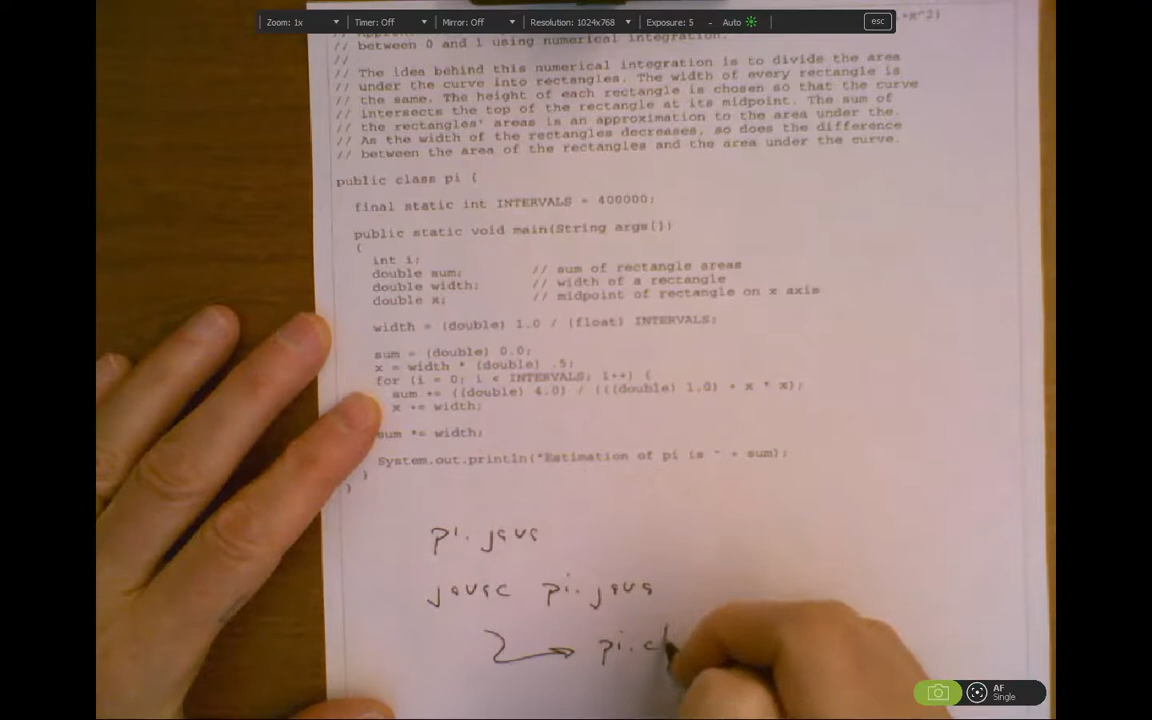 Zoom: 1x Timer: Off Mirror: Off Resolution: 1024x768 Exposure: 5 - Auto esc
+x^2)
// between 0 and 1 using numerical integration.
//
// The idea behind this numerical integration is to divide the area
// under the curve into rectangles. The width of every rectangle is
// the same. The height of each rectangle is chosen so that the curve
// intersects the top of the rectangle at its midpoint. The sum of
// the rectangles' areas is an approximation to the area under the.
// As the width of the rectangles decreases, so does the difference
// between the area of the rectangles and the area under the curve.
public class pi {
final static int INTERVALS = 400000;
public static void main(String args[])
{
int i;
double sum; // sum of rectangle areas
double width; // width of a rectangle
double x; // midpoint of rectangle on x axis
width = (double) 1.0 / (float) INTERVALS;
sum = (double) 0.0;
x = width * (double) .5;
for (i = 0; i < INTERVALS; i++) {
sum += ((double) 4.0) / (((double) 1.0) + x * x);
x += width;
sum *= width;
System.out.println("Estimation of pi is " + sum);
}
}
pi.java
javac pi.java
pi.cl
AF
Single